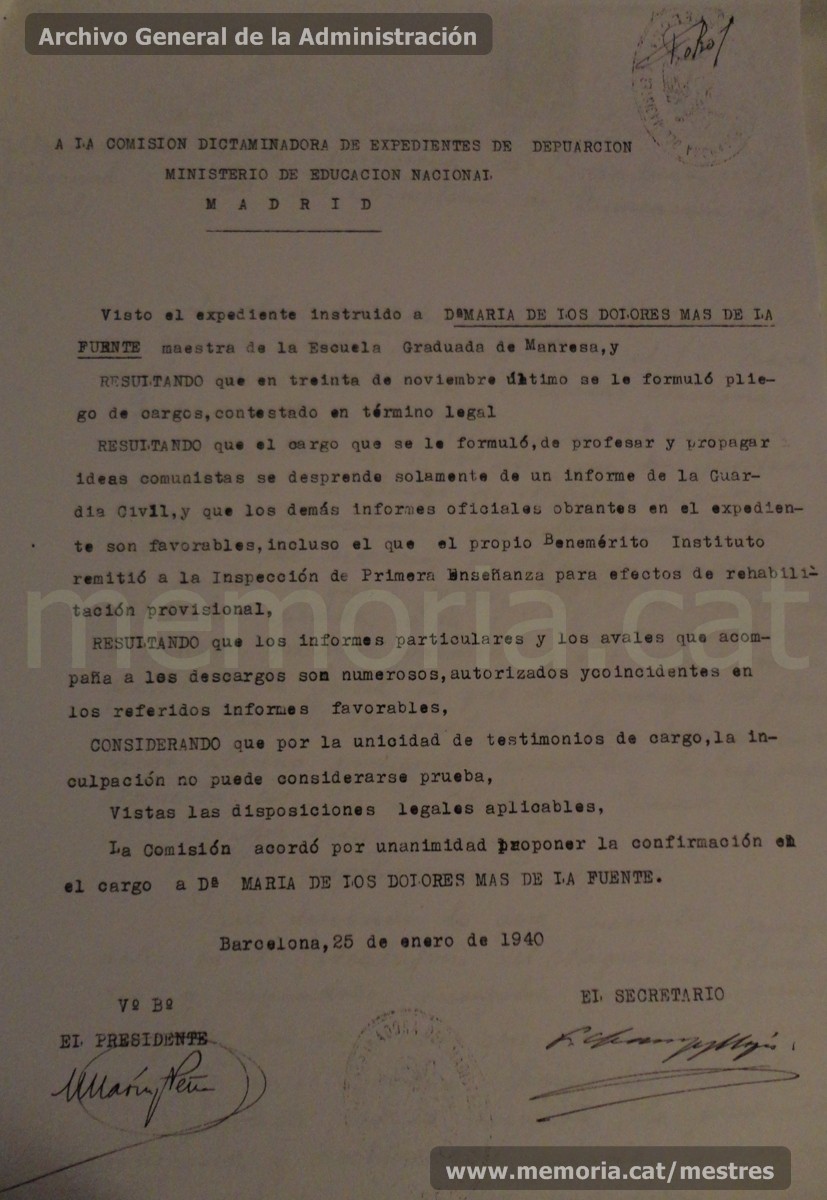 Archivo General de la Administración
A LA COMISION DICTAMINADORA DE EXPEDIENTES DE DEPUARCION
MINISTERIO DE EDUCACION NACIONAL
M A D R I D
Visto el expediente instruido a DªMARIA DE LOS DOLORES MAS DE LA
FUENTE maestra de la Escuela Graduada de Manresa,y
RESULTANDO que en treinta de noviembre último se le formuló plie-
go de cargos,contestado en término legal
RESULTANDO que el cargo que se le formuló,de profesar y propagar
ideas comunistas se desprende solamente de un informe de la Guar-
dia Civil,y que los demás informes oficiales obrantes en el expedien-
te son favorables,incluso el que el propio Benemérito Instituto
remitió a la Inspección de Primera Enseñanza para efectos de rehabili-
tación provisional,
memoria.cat
RESULTANDO que los informes particulares y los avales que acom-
paña a los descargos son numerosos,autorizados ycoincidentes en
los referidos informes favorables,
CONSIDERANDO que por la unicidad de testimonios de cargo,la in-
culpación no puede considerarse prueba,
Vistas las disposiciones legales aplicables,
La Comisión acordó por unanimidad proponer la confirmación en
el cargo a Dª MARIA DE LOS DOLORES MAS DE LA FUENTE.
Barcelona,25 de enero de 1940
Vº Bº
EL PRESIDENTE
EL SECRETARIO
www.memoria.cat/mestres